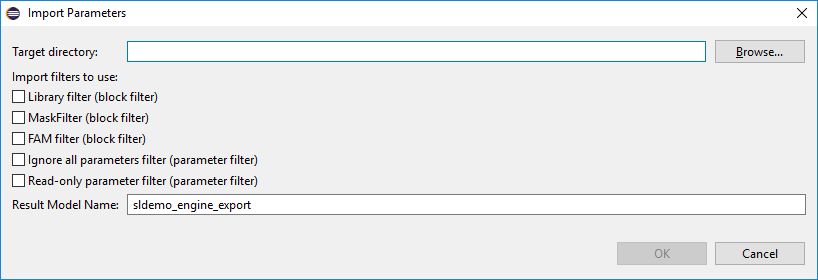 Import Parameters
Target directory: Browse...
Import filters to use:
Library filter (block filter)
MaskFilter (block filter)
FAM filter (block filter)
Ignore all parameters filter (parameter filter)
Read-only parameter filter (parameter filter)
Result Model Name: sldemo_engine_export
OK Cancel